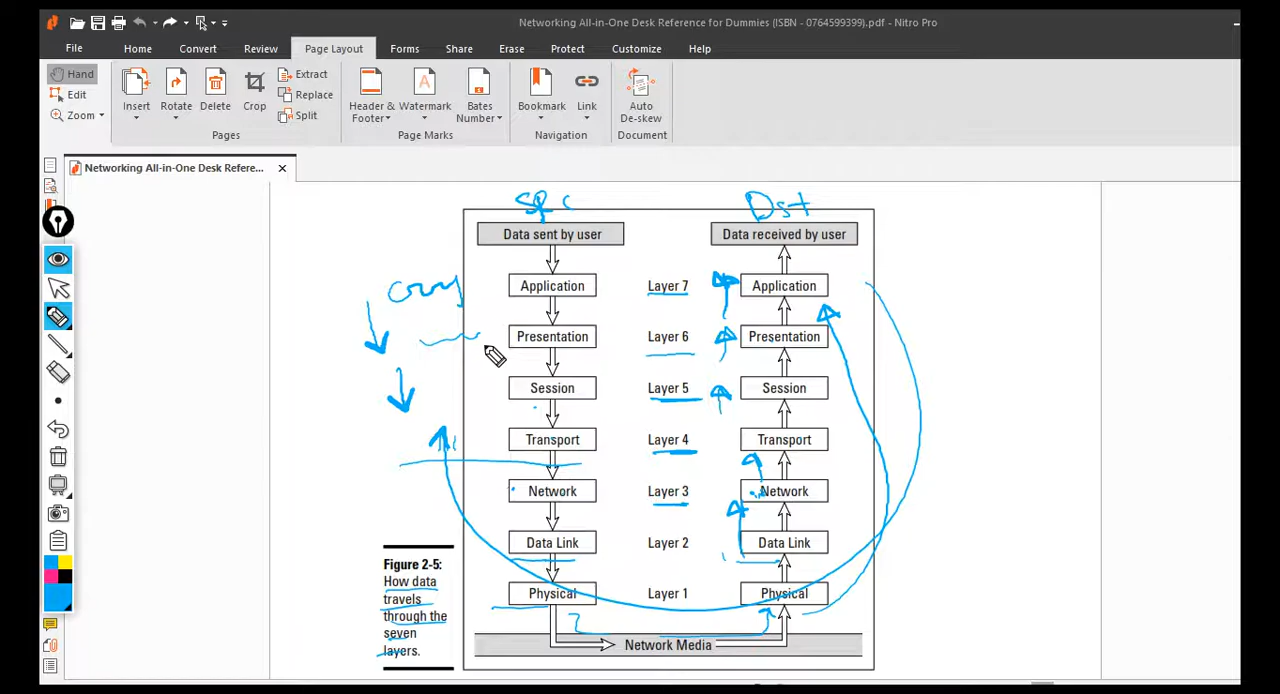 Networking All-in-One Desk Reference for Dummies (ISBN - 0764599399).pdf - Nitro Pro
File Home Convert Review Page Layout Forms Share Erase Protect Customize Help
Hand
Edit
Zoom
Insert Rotate Delete Crop
Extract
Replace
Split
Pages
Header & Footer Watermark Bates Number
Page Marks
Bookmark Link
Navigation
Auto De-skew
Document
Networking All-in-One Desk Refere...
Dst
Data sent by user Data received by user
Application Layer 7 Application
Presentation Layer 6 Presentation
Session Layer 5 Session
Transport Layer 4 Transport
Network Layer 3 Network
Data Link Layer 2 Data Link
Physical Layer 1 Physical
Network Media
Figure 2-5:
How data
travels
through the
seven
layers.